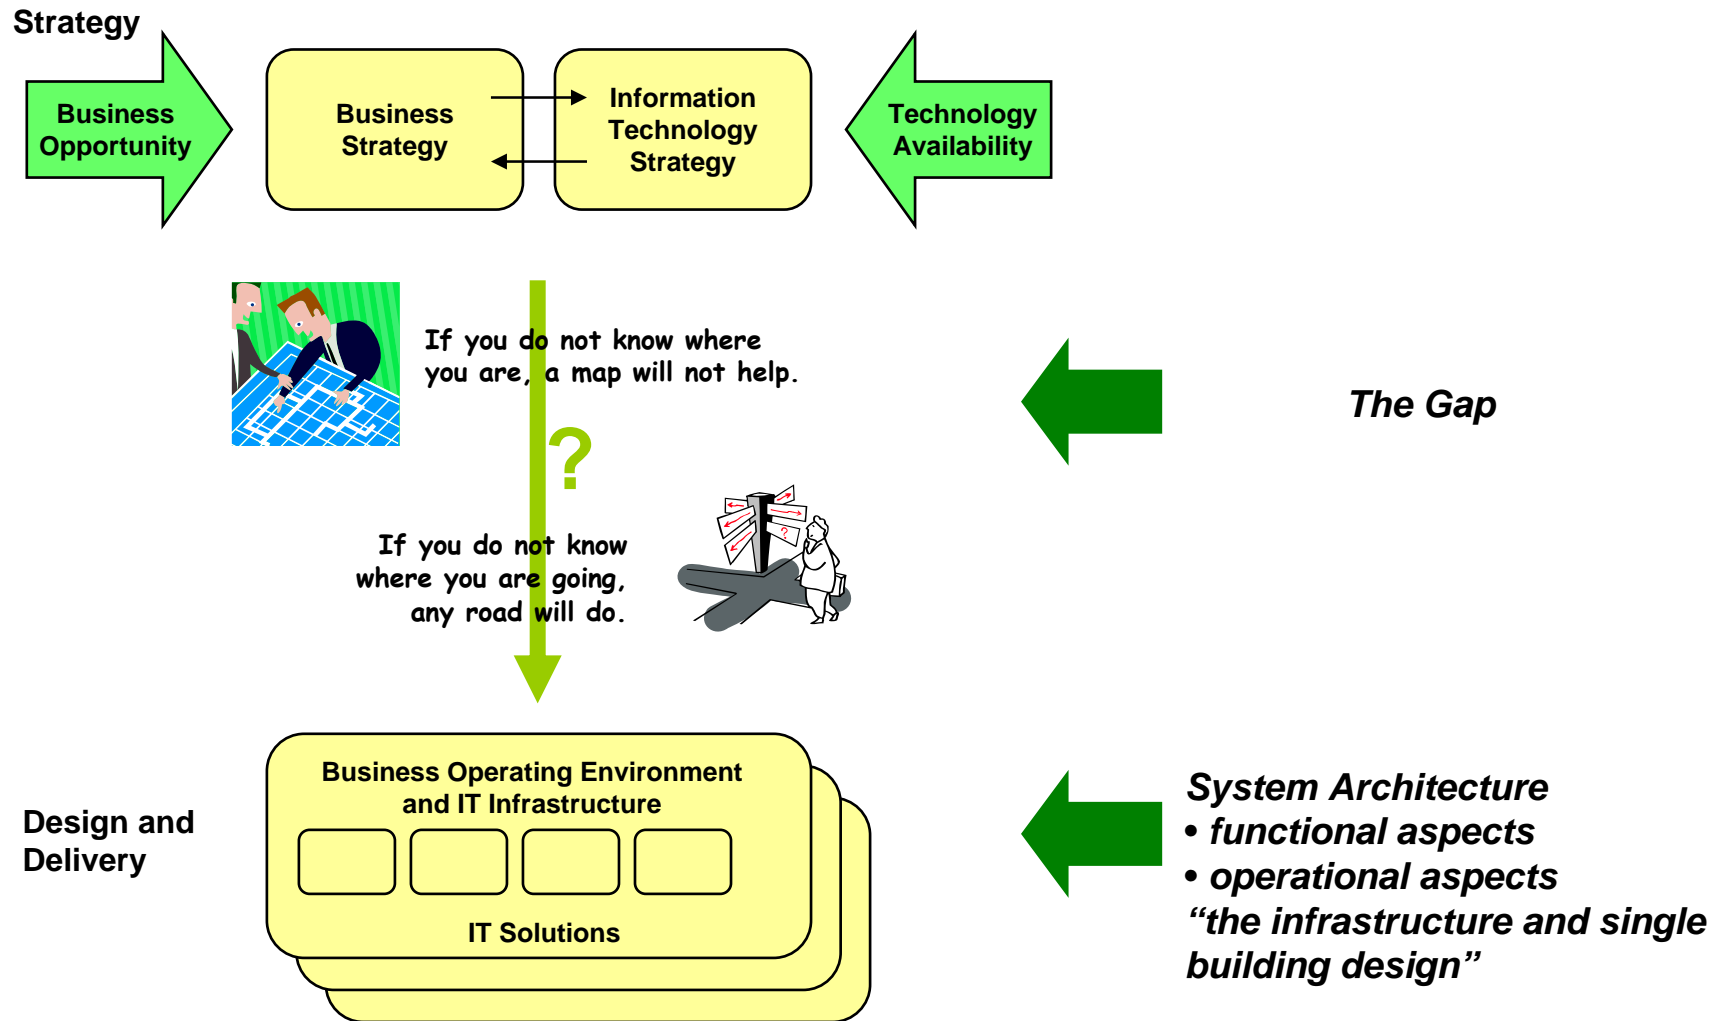 Strategy
Business
Opportunity
Business
Strategy
Information
Technology
Strategy
Technology
Availability
If you do not know where
you are, a map will not help.
?
The Gap
?
If you do not know
where you are going,
any road will do.
Business Operating Environment
and IT Infrastructure
IT Solutions
Design and
Delivery
System Architecture
• functional aspects
• operational aspects
“the infrastructure and single
building design”